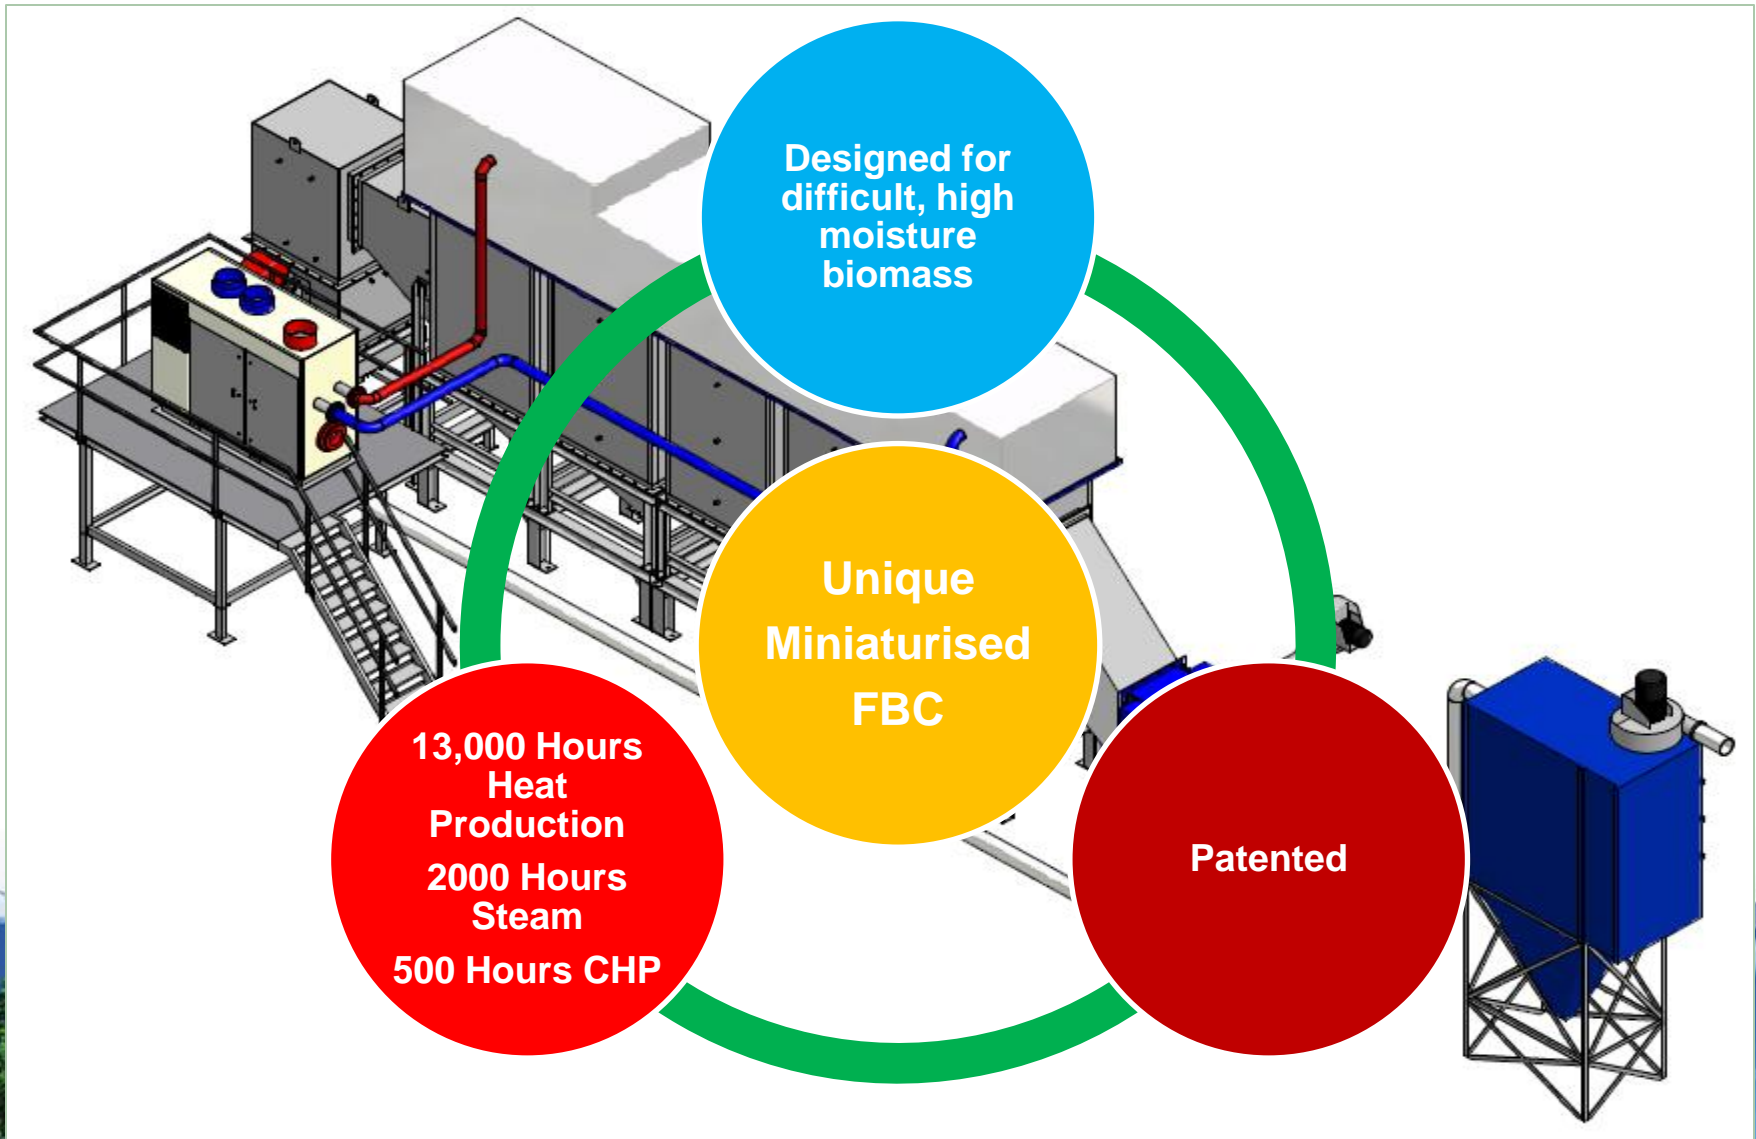 Designed for
difficult, high
moisture
biomass
Unique
Miniaturised
FBC
13,000 Hours
Heat
Production
2000 Hours
Steam
500 Hours CHP
Patented